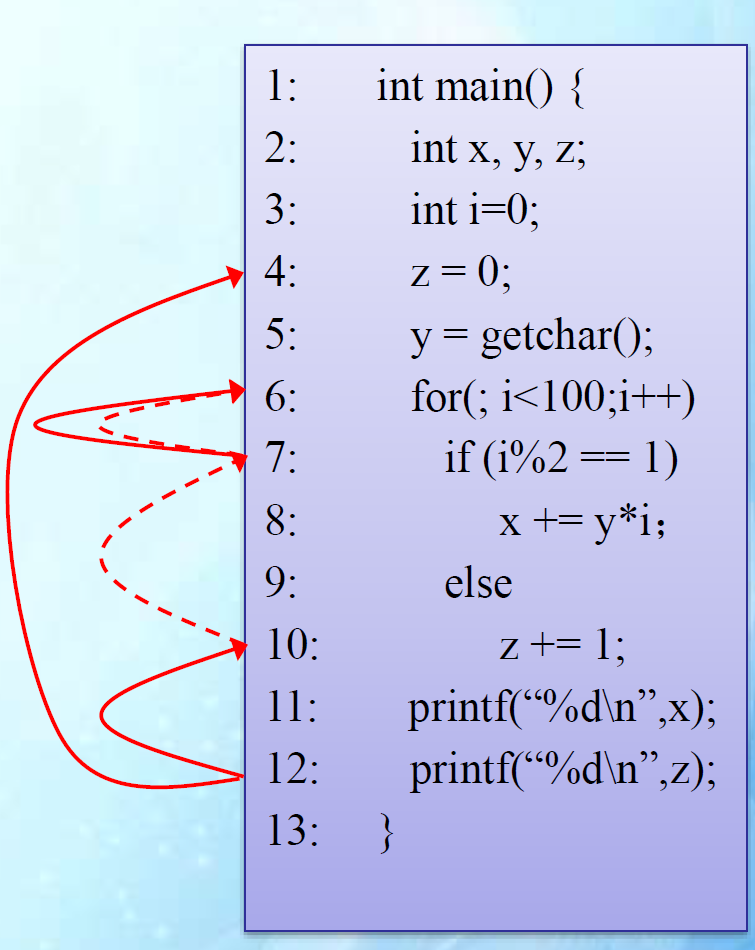 1: int main() {
2: int x, y, z;
3: int i=0;
4: z = 0;
5: y = getchar();
6: for(; i<100;i++)
7: if (i%2 == 1)
8: x += y*i；
9: else
10: z += 1;
11: printf(“%d\n”,x);
12: printf(“%d\n”,z);
13: }